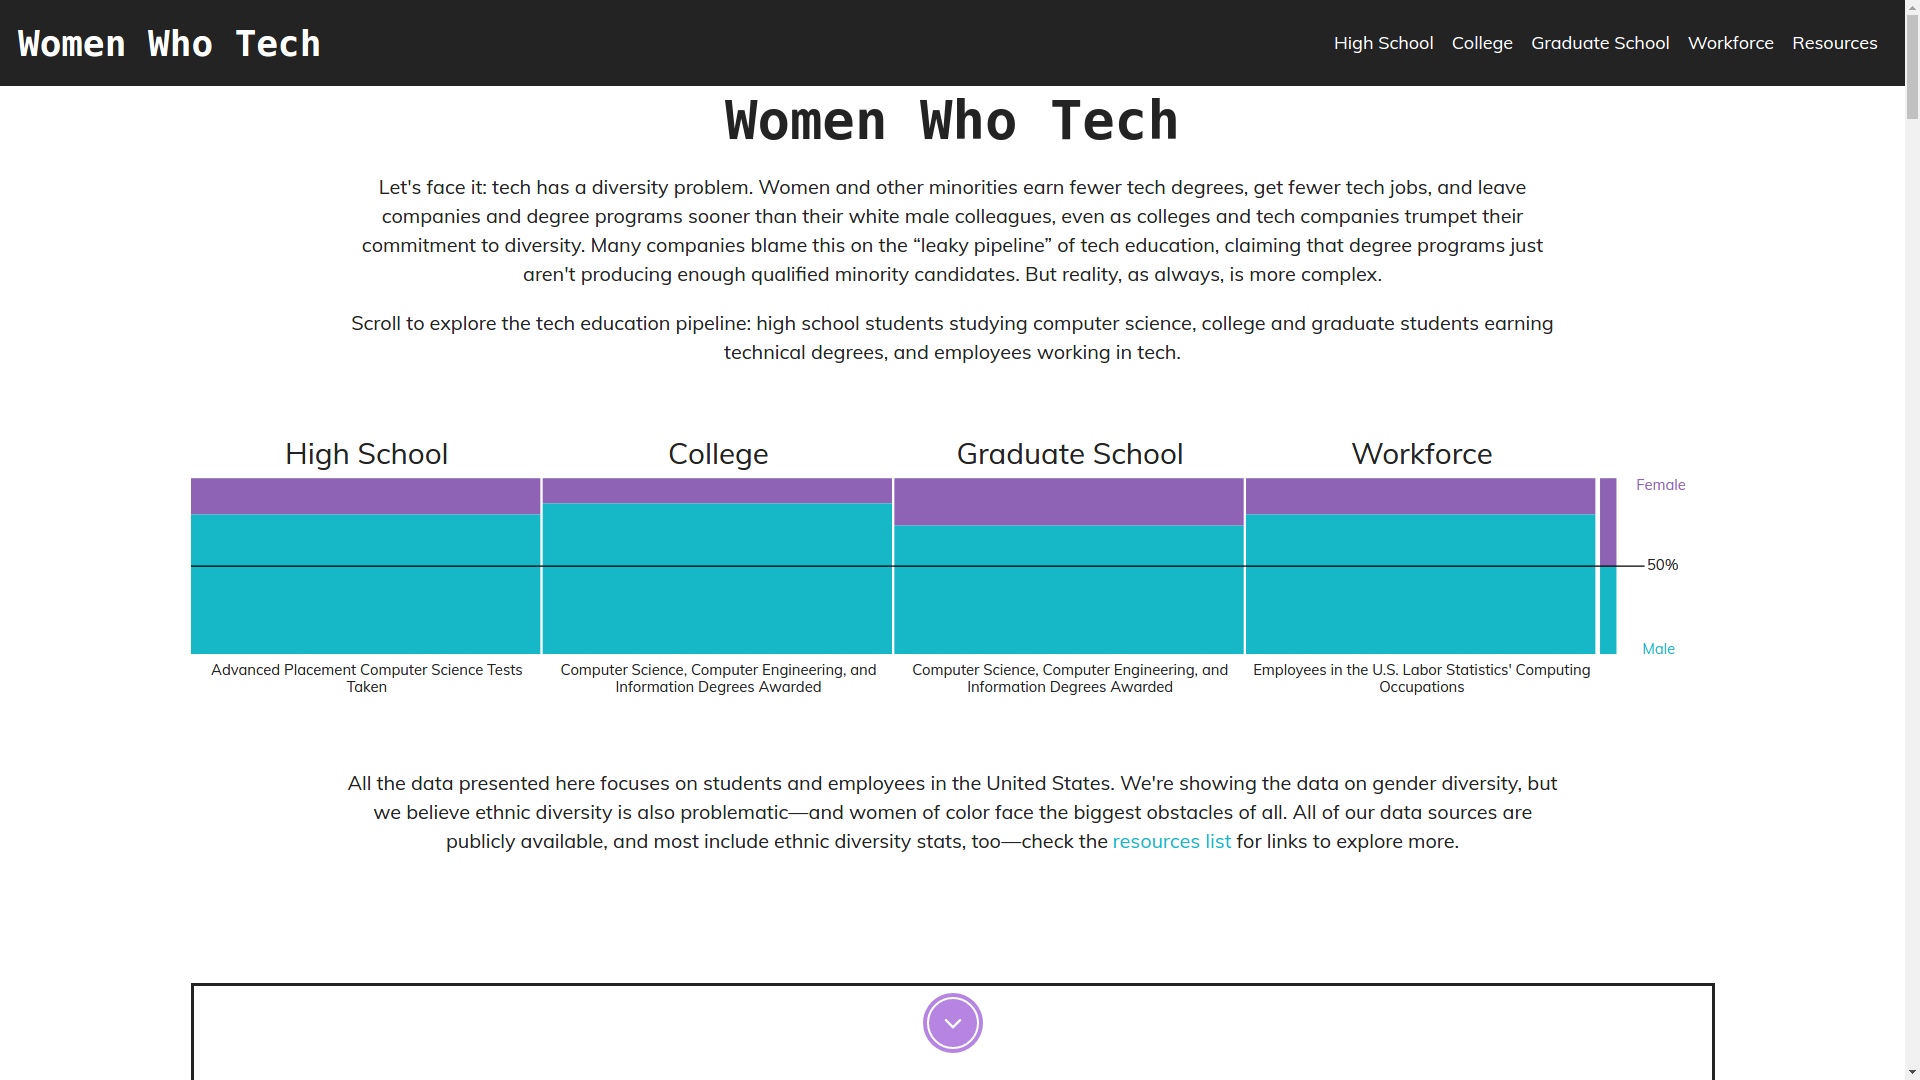 Women Who Tech
High School College Graduate School Workforce Resources
Women Who Tech
Let's face it: tech has a diversity problem. Women and other minorities earn fewer tech degrees, get fewer tech jobs, and leave
companies and degree programs sooner than their white male colleagues, even as colleges and tech companies trumpet their
commitment to diversity. Many companies blame this on the “leaky pipeline” of tech education, claiming that degree programs just
aren't producing enough qualified minority candidates. But reality, as always, is more complex.
Scroll to explore the tech education pipeline: high school students studying computer science, college and graduate students earning
technical degrees, and employees working in tech.
High School
College
Graduate School
Workforce
Female
50%
Male
Advanced Placement Computer Science Tests
Taken
Computer Science, Computer Engineering, and
Information Degrees Awarded
Computer Science, Computer Engineering, and
Information Degrees Awarded
Employees in the U.S. Labor Statistics' Computing
Occupations
All the data presented here focuses on students and employees in the United States. We're showing the data on gender diversity, but
we believe ethnic diversity is also problematic—and women of color face the biggest obstacles of all. All of our data sources are
publicly available, and most include ethnic diversity stats, too—check the resources list for links to explore more.